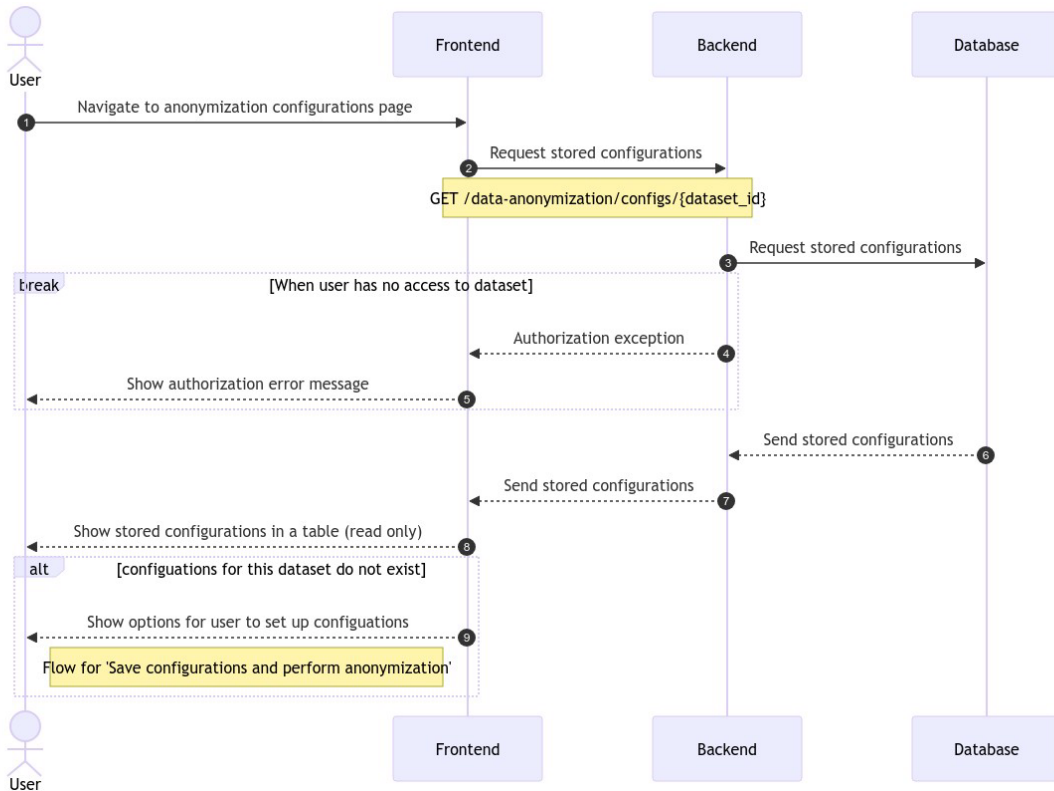 Frontend
Backend
Database
User
Navigate to anonymization configurations page
1
Request stored configurations
2
GET /data-anonymization/configs/{dataset_id}
Request stored configurations
3
break
[When user has no access to dataset]
Authorization exception
4
Show authorization error message
5
Send stored configurations
6
Send stored configurations
7
Show stored configurations in a table (read only)
8
alt
[configuations for this dataset do not exist]
Show options for user to set up configuations
9
Flow for 'Save configurations and perform anonymization'
Frontend
Backend
Database
User